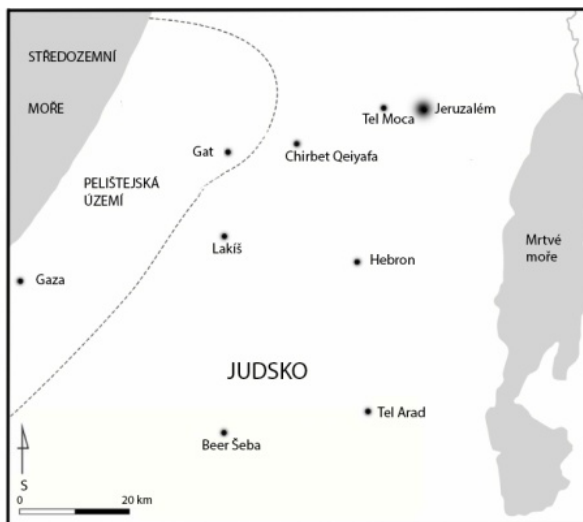 STŘEDOZEMNÍ
MOŘE
Tel Moca
Jeruzalém
Gat
Chirbet Qeiyafa
PELIŠTEJSKÁ
ÚZEMÍ
Lakíš
Hebron
Mrtvé
moře
Gaza
JUDSKO
Tel Arad
Beer Šeba
S
0 20 km